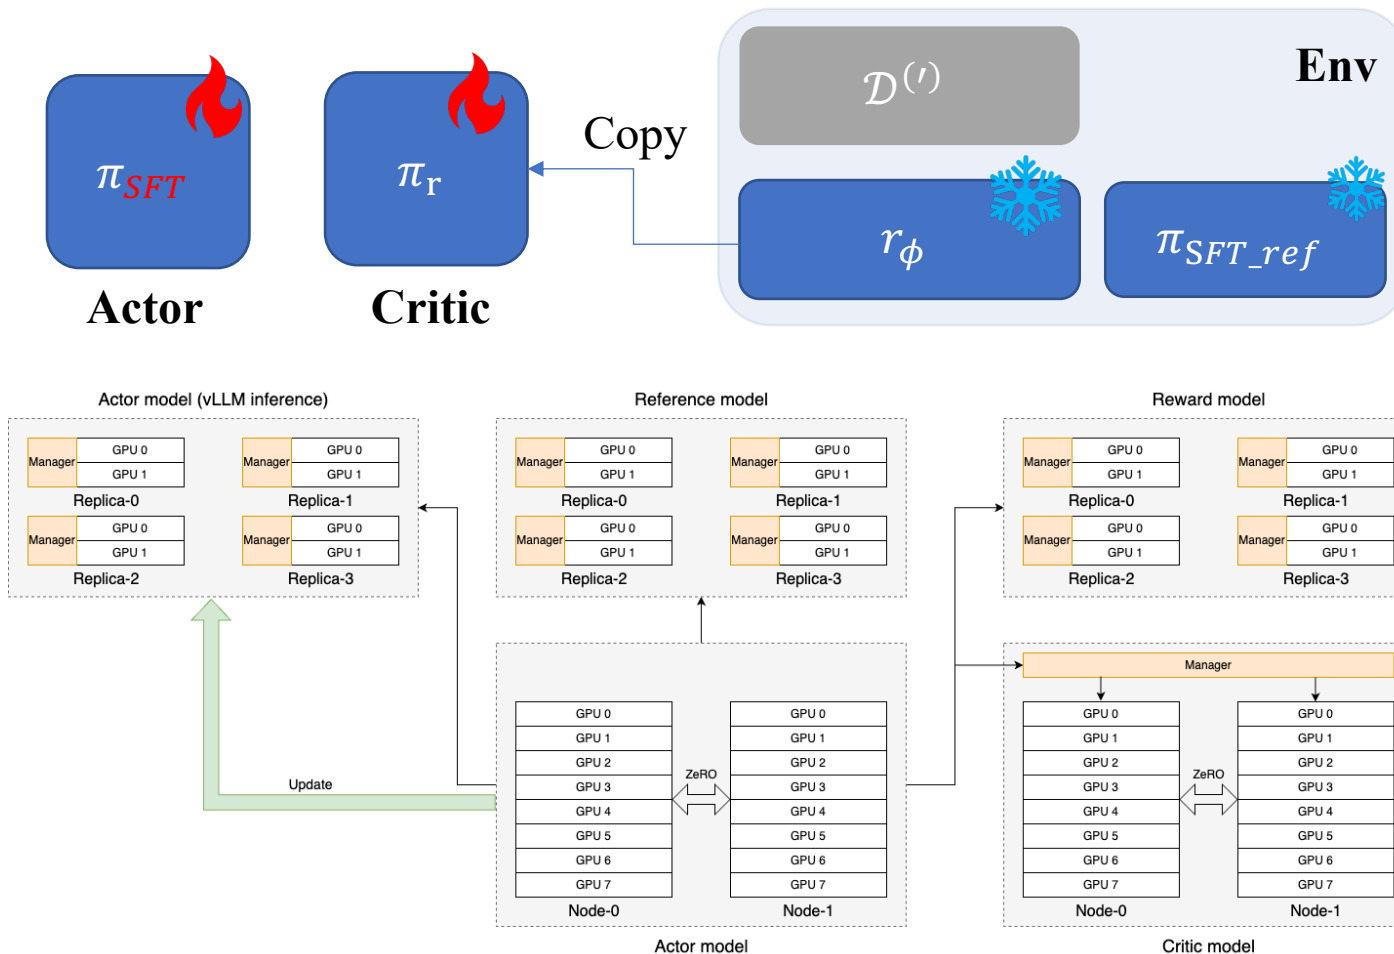 𝒟(′)
Env
π_SFT
π_r
Copy
r_ϕ
π_SFT_ref
Actor
Critic
Actor model (vLLM inference)
Reference model
Reward model
Manager
GPU 0
GPU 1
Replica-0
Manager
GPU 0
GPU 1
Replica-1
Manager
GPU 0
GPU 1
Replica-2
Manager
GPU 0
GPU 1
Replica-3
Manager
GPU 0
GPU 1
Replica-0
Manager
GPU 0
GPU 1
Replica-1
Manager
GPU 0
GPU 1
Replica-2
Manager
GPU 0
GPU 1
Replica-3
Manager
GPU 0
GPU 1
Replica-0
Manager
GPU 0
GPU 1
Replica-1
Manager
GPU 0
GPU 1
Replica-2
Manager
GPU 0
GPU 1
Replica-3
Update
GPU 0
GPU 1
GPU 2
GPU 3
GPU 4
GPU 5
GPU 6
GPU 7
Node-0
ZeRO
GPU 0
GPU 1
GPU 2
GPU 3
GPU 4
GPU 5
GPU 6
GPU 7
Node-1
Actor model
Manager
GPU 0
GPU 1
GPU 2
GPU 3
GPU 4
GPU 5
GPU 6
GPU 7
Node-0
ZeRO
GPU 0
GPU 1
GPU 2
GPU 3
GPU 4
GPU 5
GPU 6
GPU 7
Node-1
Critic model